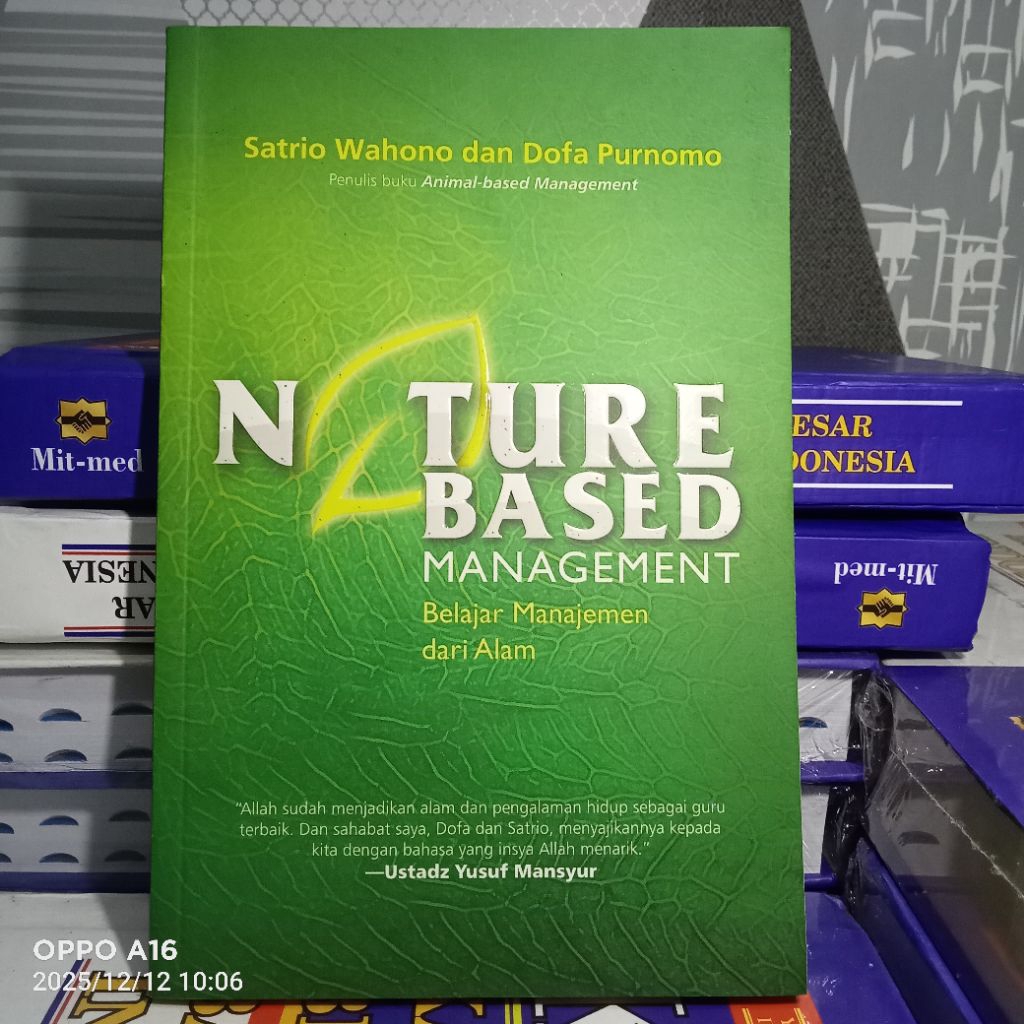 Satrio Wahono dan Dofa Purnomo
Penulis buku Animal-based Management
NATURE
BASED
MANAGEMENT
Belajar Manajemen
dari Alam
"Allah sudah menjadikan alam dan pengalaman hidup sebagai guru
terbaik. Dan sahabat saya, Dofa dan Satrio, menyajikannya kepada
kita dengan bahasa yang insya Allah menarik."
—Ustadz Yusuf Mansyur
Mit-med
ESAR
DONESIA
NESIA
AR
Mit-med
OPPO A16
2025/12/12 10:06